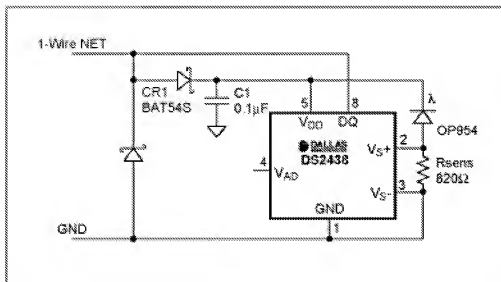 1-Wire NET
CR1
BAT54S
C1
0.1µF
5
8
VDD
DQ
λ
OP954
DALLAS
DS2438
4
VAD
VS+
2
Rsens
820Ω
VS-
3
GND
1
GND